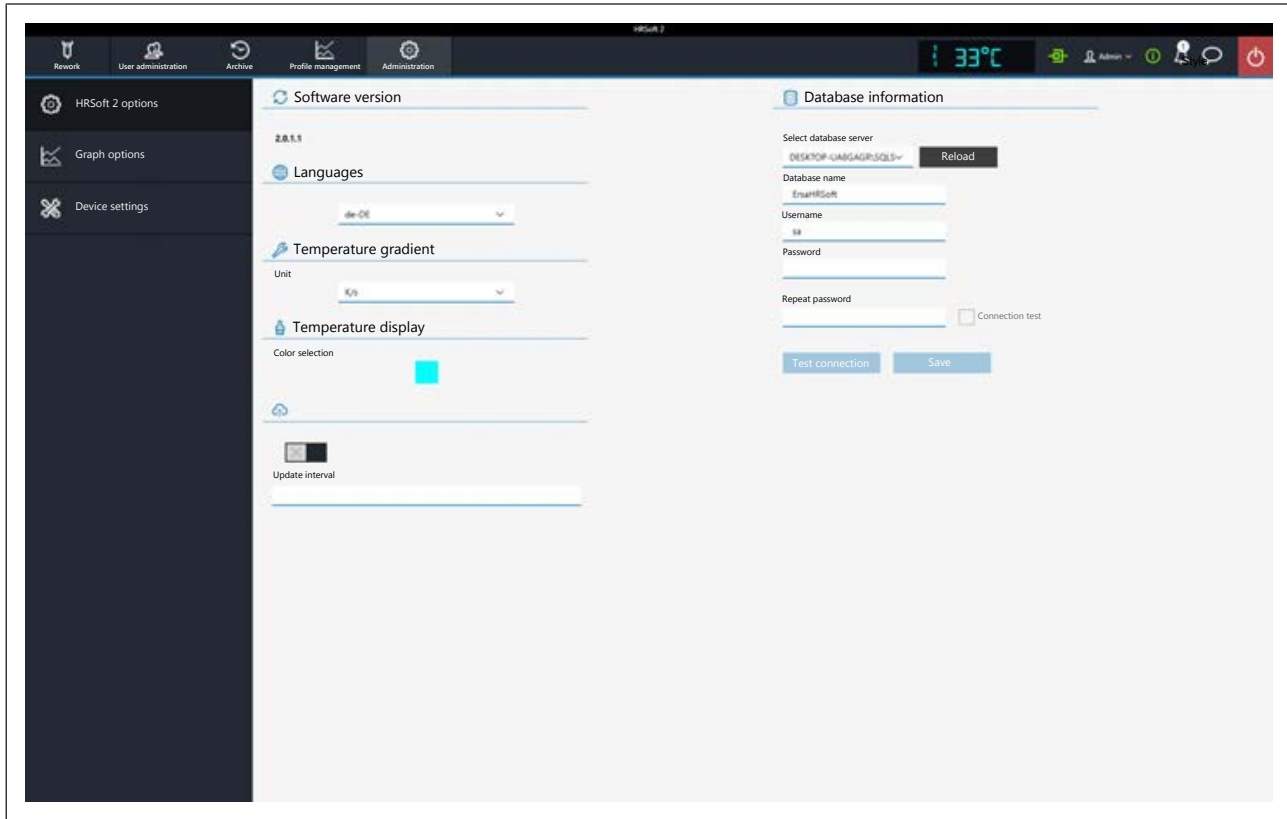 HRSoft 2
Rework User administration Archive Profile management Administration
33°C Admin 1 Style
HRSoft 2 options
Graph options
Device settings
Software version
2.0.1.1
Languages
de-DE
Temperature gradient
Unit
K/s
Temperature display
Color selection
Update interval
Database information
Select database server
Reload
Database name
ErsaHRSoft
Username
sa
Password
Repeat password
Connection test
Test connection Save